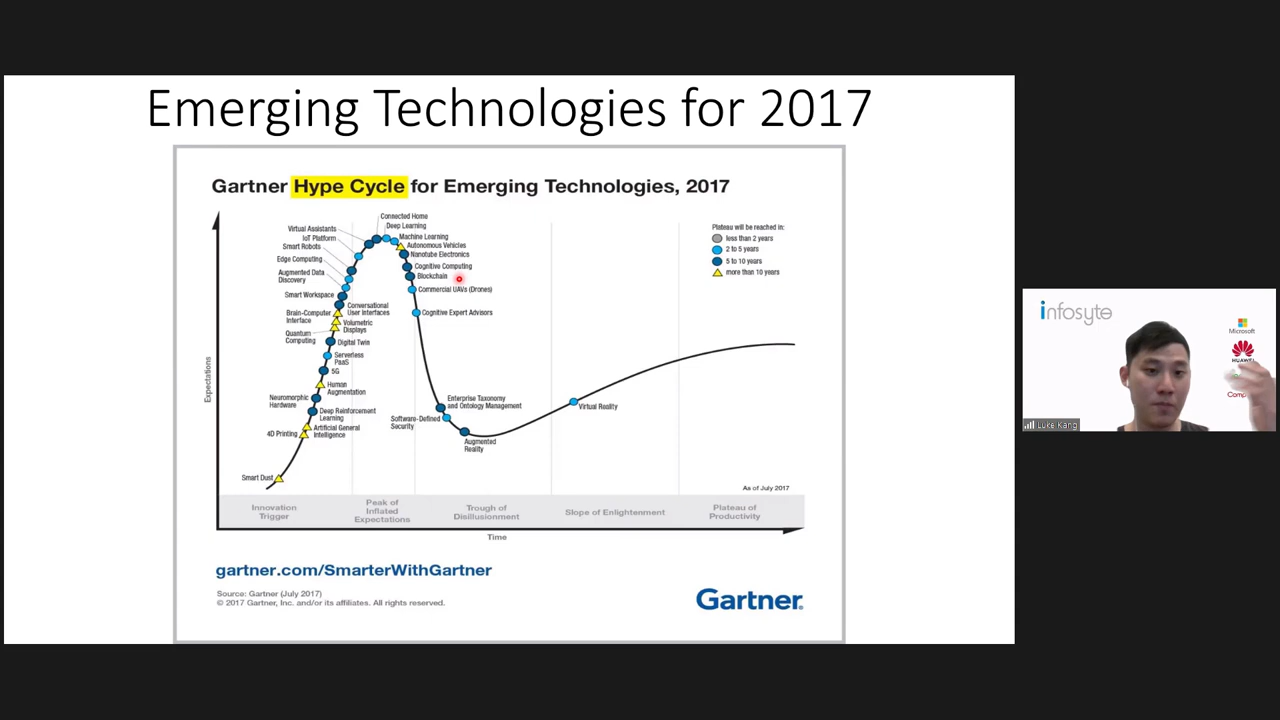 Emerging Technologies for 2017
Gartner Hype Cycle for Emerging Technologies, 2017
Expectations
Connected Home
Virtual Assistants
Deep Learning
IoT Platform
Machine Learning
Smart Robots
Autonomous Vehicles
Nanotube Electronics
Edge Computing
Cognitive Computing
Augmented Data
Discovery
Blockchain
Commercial UAVs (Drones)
Smart Workspace
Conversational
User Interfaces
Brain-Computer
Interface
Cognitive Expert Advisors
Volumetric
Displays
Quantum
Computing
Digital Twin
Serverless
PaaS
5G
Human
Augmentation
Neuromorphic
Hardware
Deep Reinforcement
Learning
Artificial General
Intelligence
4D Printing
Smart Dust
Enterprise Taxonomy
and Ontology Management
Software-Defined
Security
Augmented
Reality
Virtual Reality
Plateau will be reached in:
less than 2 years
2 to 5 years
5 to 10 years
more than 10 years
As of July 2017
Innovation
Trigger
Peak of
Inflated
Expectations
Trough of
Disillusionment
Slope of Enlightenment
Plateau of
Productivity
Time
gartner.com/SmarterWithGartner
Source: Gartner (July 2017)
© 2017 Gartner, Inc. and/or its affiliates. All rights reserved.
Gartner.
infosyte
Microsoft
HUAWEI
Luke Kang